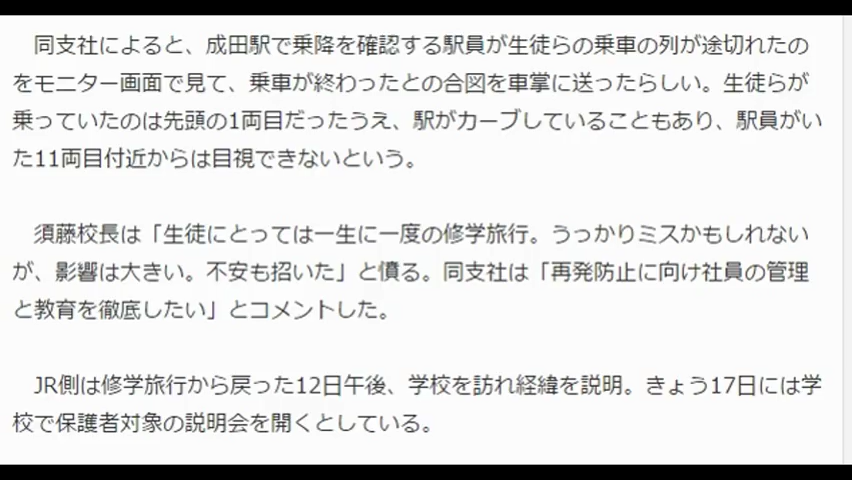 同支社によると、成田駅で乗降を確認する駅員が生徒らの乗車の列が途切れたの
をモニター画面で見て、乗車が終わったとの合図を車掌に送ったらしい。生徒らが
乗っていたのは先頭の1両目だったうえ、駅がカーブしていることもあり、駅員がい
た11両目付近からは目視できないという。
須藤校長は「生徒にとっては一生に一度の修学旅行。うっかりミスかもしれない
が、影響は大きい。不安も招いた」と憤る。同支社は「再発防止に向け社員の管理
と教育を徹底したい」とコメントした。
JR側は修学旅行から戻った12日午後、学校を訪れ経緯を説明。きょう17日には学
校で保護者対象の説明会を開くとしている。